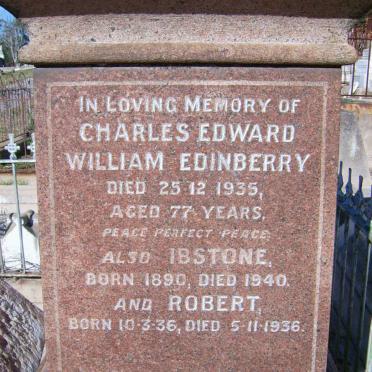 IN LOVING MEMORY OF
CHARLES EDWARD
WILLIAM EDINBERRY
DIED 25·12·1935,
AGED 77 YEARS.
PEACE PERFECT PEACE.
ALSO IBSTONE,
BORN 1890, DIED 1940.
AND ROBERT,
BORN 10·3·36, DIED 5·11·1936.